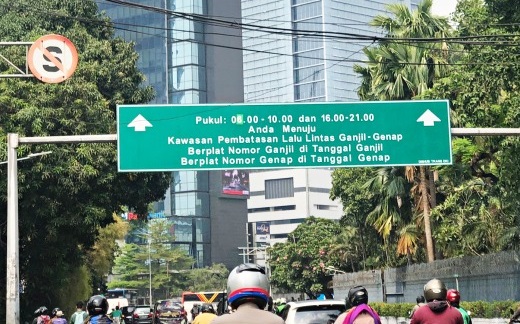 Pukul: 06.00 - 10.00 dan 16.00-21.00
Anda Menuju
Kawasan Pembatasan Lalu Lintas Ganjil-Genap
Berplat Nomor Ganjil di Tanggal Ganjil
Berplat Nomor Genap di Tanggal Genap
S